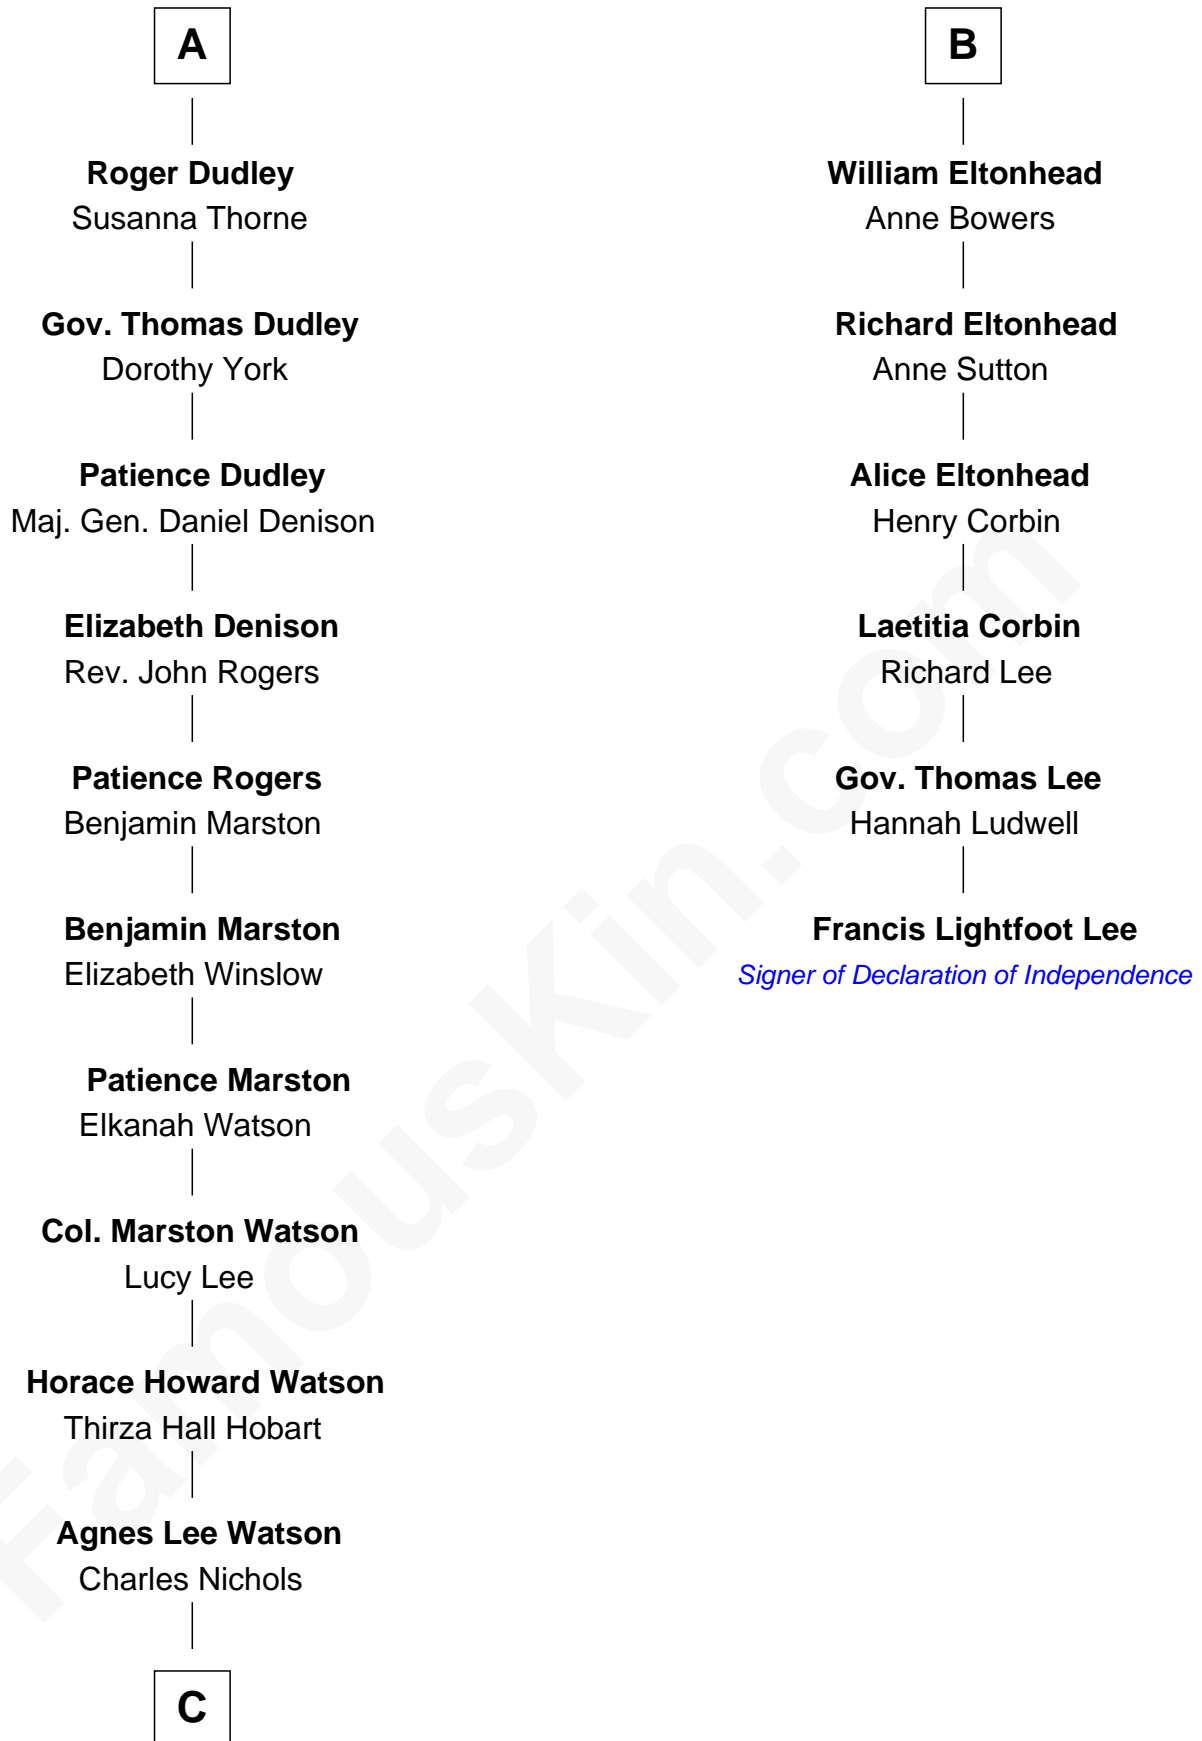 A
Roger Dudley
Susanna Thorne
Gov. Thomas Dudley
Dorothy York
Patience Dudley
Maj. Gen. Daniel Denison
Elizabeth Denison
Rev. John Rogers
Patience Rogers
Benjamin Marston
Benjamin Marston
Elizabeth Winslow
Patience Marston
Elkanah Watson
Col. Marston Watson
Lucy Lee
Horace Howard Watson
Thirza Hall Hobart
Agnes Lee Watson
Charles Nichols
C
B
William Eltonhead
Anne Bowers
Richard Eltonhead
Anne Sutton
Alice Eltonhead
Henry Corbin
Laetitia Corbin
Richard Lee
Gov. Thomas Lee
Hannah Ludwell
Francis Lightfoot Lee
Signer of Declaration of Independence
FamousKin.com